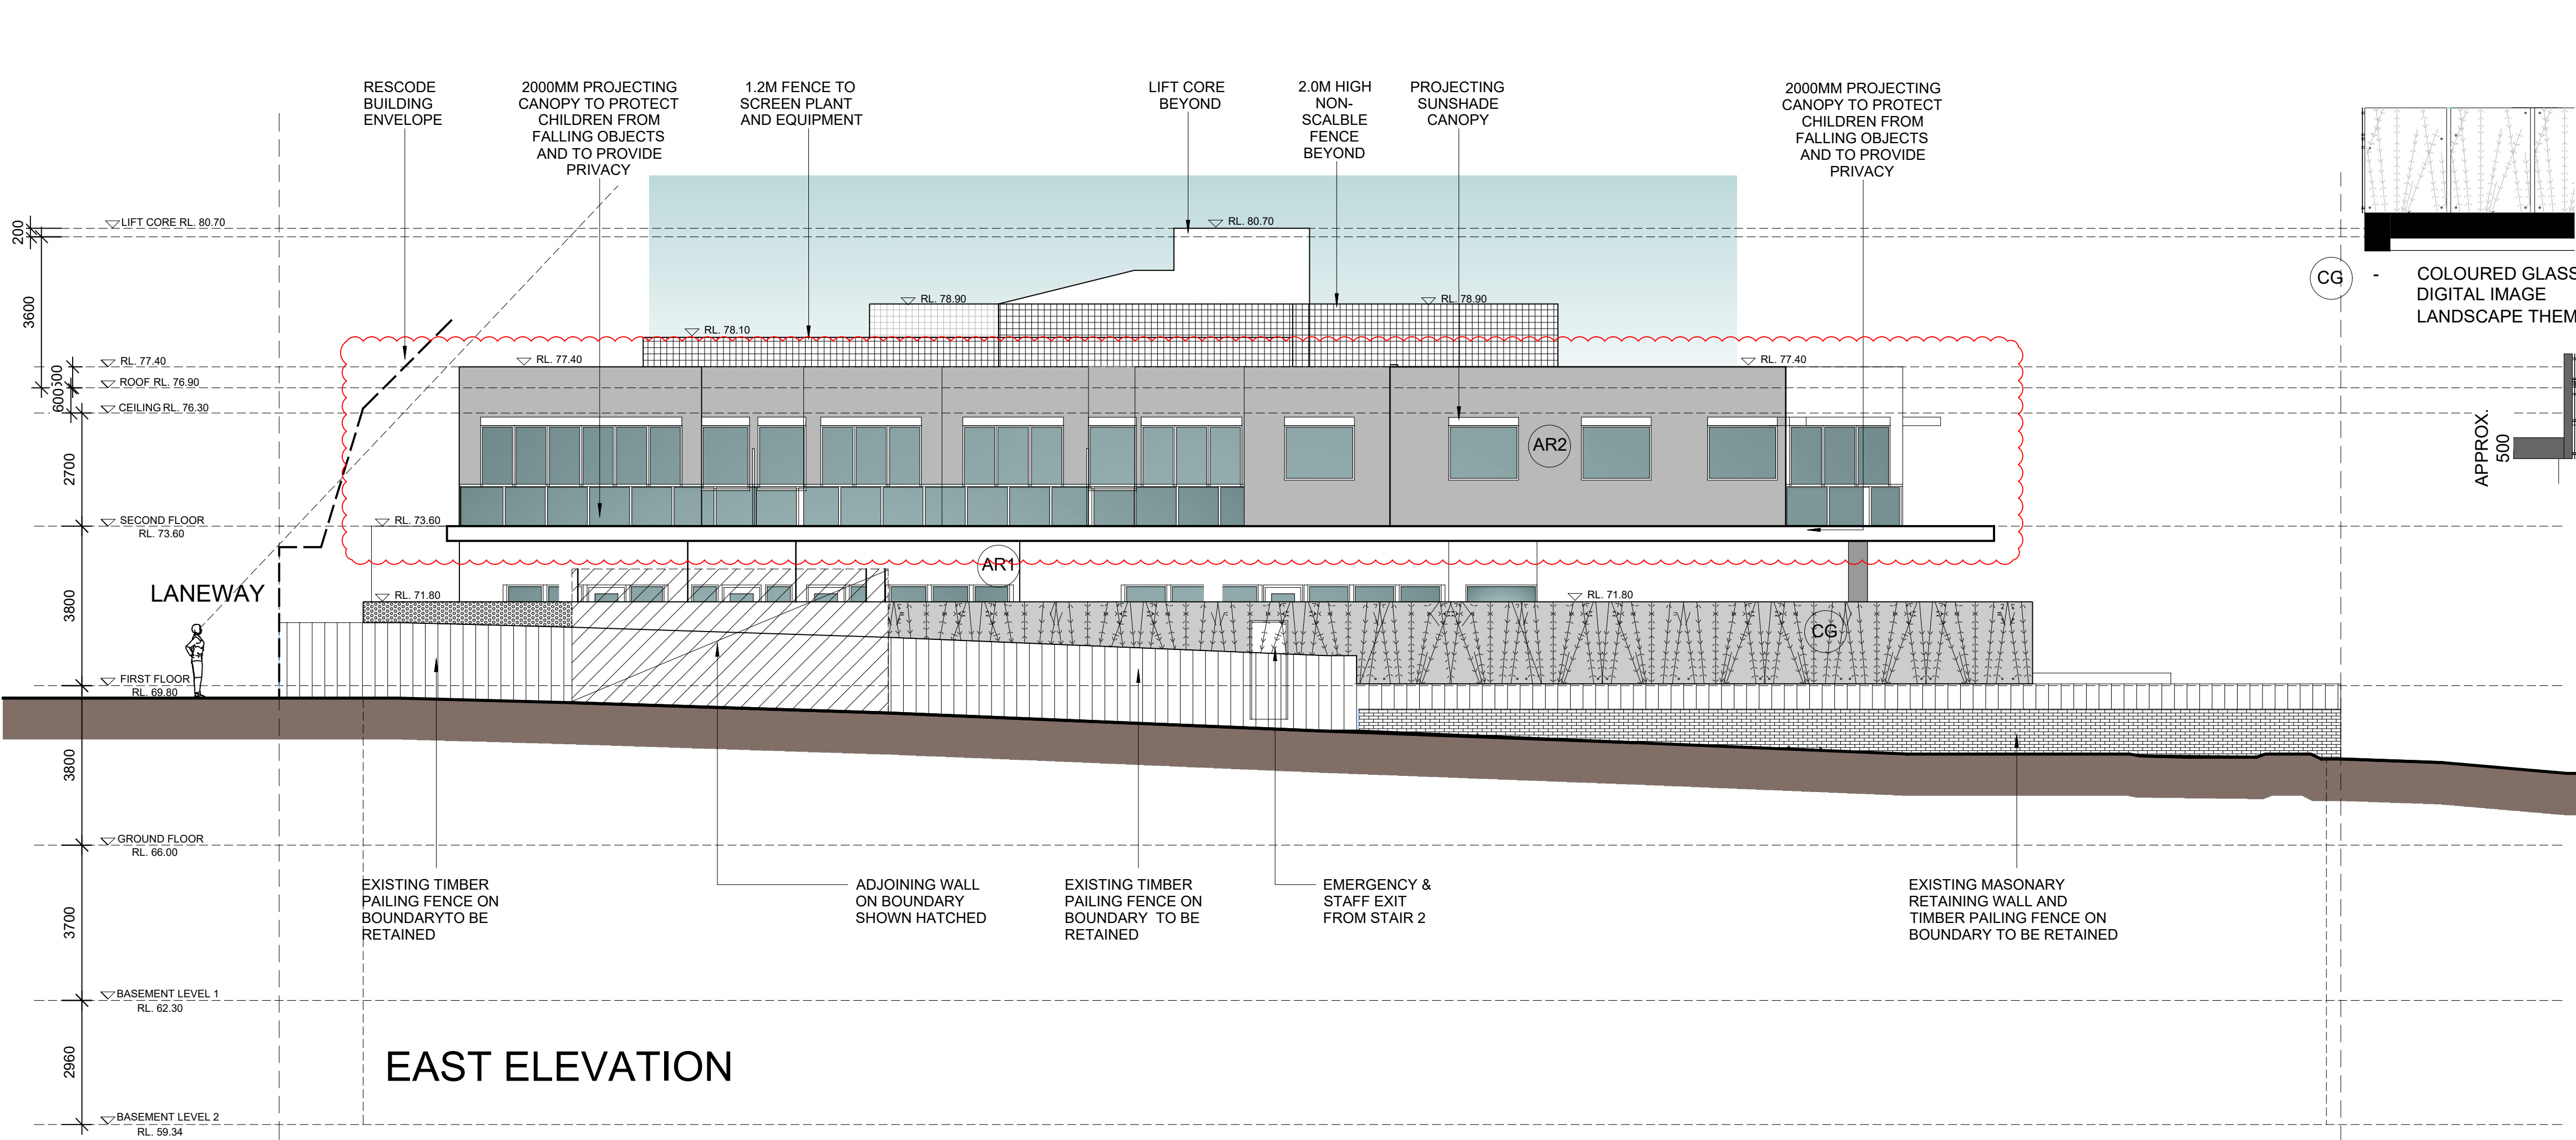 RESCODE
BUILDING
ENVELOPE
2000MM PROJECTING
CANOPY TO PROTECT
CHILDREN FROM
FALLING OBJECTS
AND TO PROVIDE
PRIVACY
1.2M FENCE TO
SCREEN PLANT
AND EQUIPMENT
LIFT CORE
BEYOND
2.0M HIGH
NON-
SCALBLE
FENCE
BEYOND
PROJECTING
SUNSHADE
CANOPY
2000MM PROJECTING
CANOPY TO PROTECT
CHILDREN FROM
FALLING OBJECTS
AND TO PROVIDE
PRIVACY
CG - COLOURED GLASS
DIGITAL IMAGE
LANDSCAPE THEM
APPROX.
500
200
3600
600
2700
3800
3800
3700
2960
LIFT CORE RL. 80.70
RL. 77.40
ROOF RL. 76.90
CEILING RL. 76.30
SECOND FLOOR
RL. 73.60
FIRST FLOOR
RL. 69.80
GROUND FLOOR
RL. 66.00
BASEMENT LEVEL 1
RL. 62.30
BASEMENT LEVEL 2
RL. 59.34
RL. 80.70
RL. 78.90
RL. 78.90
RL. 78.10
RL. 77.40
RL. 77.40
AR2
RL. 73.60
AR1
LANEWAY
RL. 71.80
RL. 71.80
CG
EXISTING TIMBER
PAILING FENCE ON
BOUNDARYTO BE
RETAINED
ADJOINING WALL
ON BOUNDARY
SHOWN HATCHED
EXISTING TIMBER
PAILING FENCE ON
BOUNDARY TO BE
RETAINED
EMERGENCY &
STAFF EXIT
FROM STAIR 2
EXISTING MASONARY
RETAINING WALL AND
TIMBER PAILING FENCE ON
BOUNDARY TO BE RETAINED
EAST ELEVATION